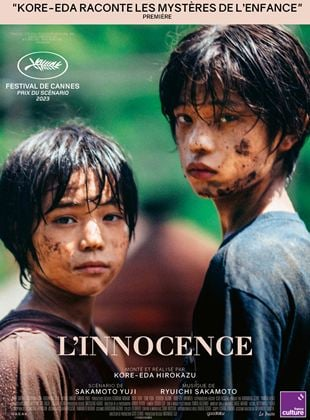 "KORE-EDA RACONTE LES MYSTÈRES DE L'ENFANCE"
PREMIÈRE
FESTIVAL DE CANNES
PRIX DU SCÉNARIO
2023
L'INNOCENCE
MONTÉ ET RÉALISÉ PAR
KORE-EDA HIROKAZU
SCÉNARIO DE
SAKAMOTO YUJI
MUSIQUE DE
RYUICHI SAKAMOTO
france
culture